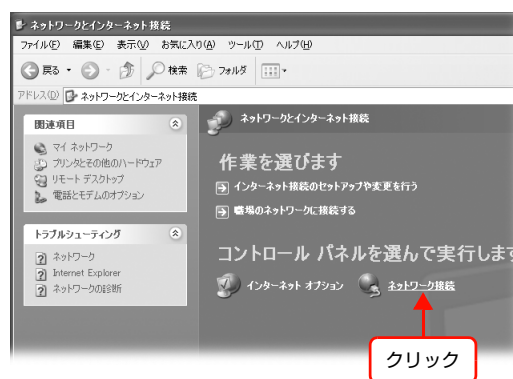 ネットワークとインターネット接続
ファイル(F) 編集(E) 表示(V) お気に入り(A) ツール(T) ヘルプ(H)
戻る 検索 フォルダ
アドレス(D) ネットワークとインターネット接続
関連項目
マイ ネットワーク
プリンタとその他のハードウェア
リモート デスクトップ
電話とモデムのオプション
トラブルシューティング
ネットワーク
Internet Explorer
ネットワークの診断
ネットワークとインターネット接続
作業を選びます
インターネット接続のセットアップや変更を行う
職場のネットワークに接続する
コントロール パネルを選んで実行します
インターネット オプション ネットワーク接続
クリック